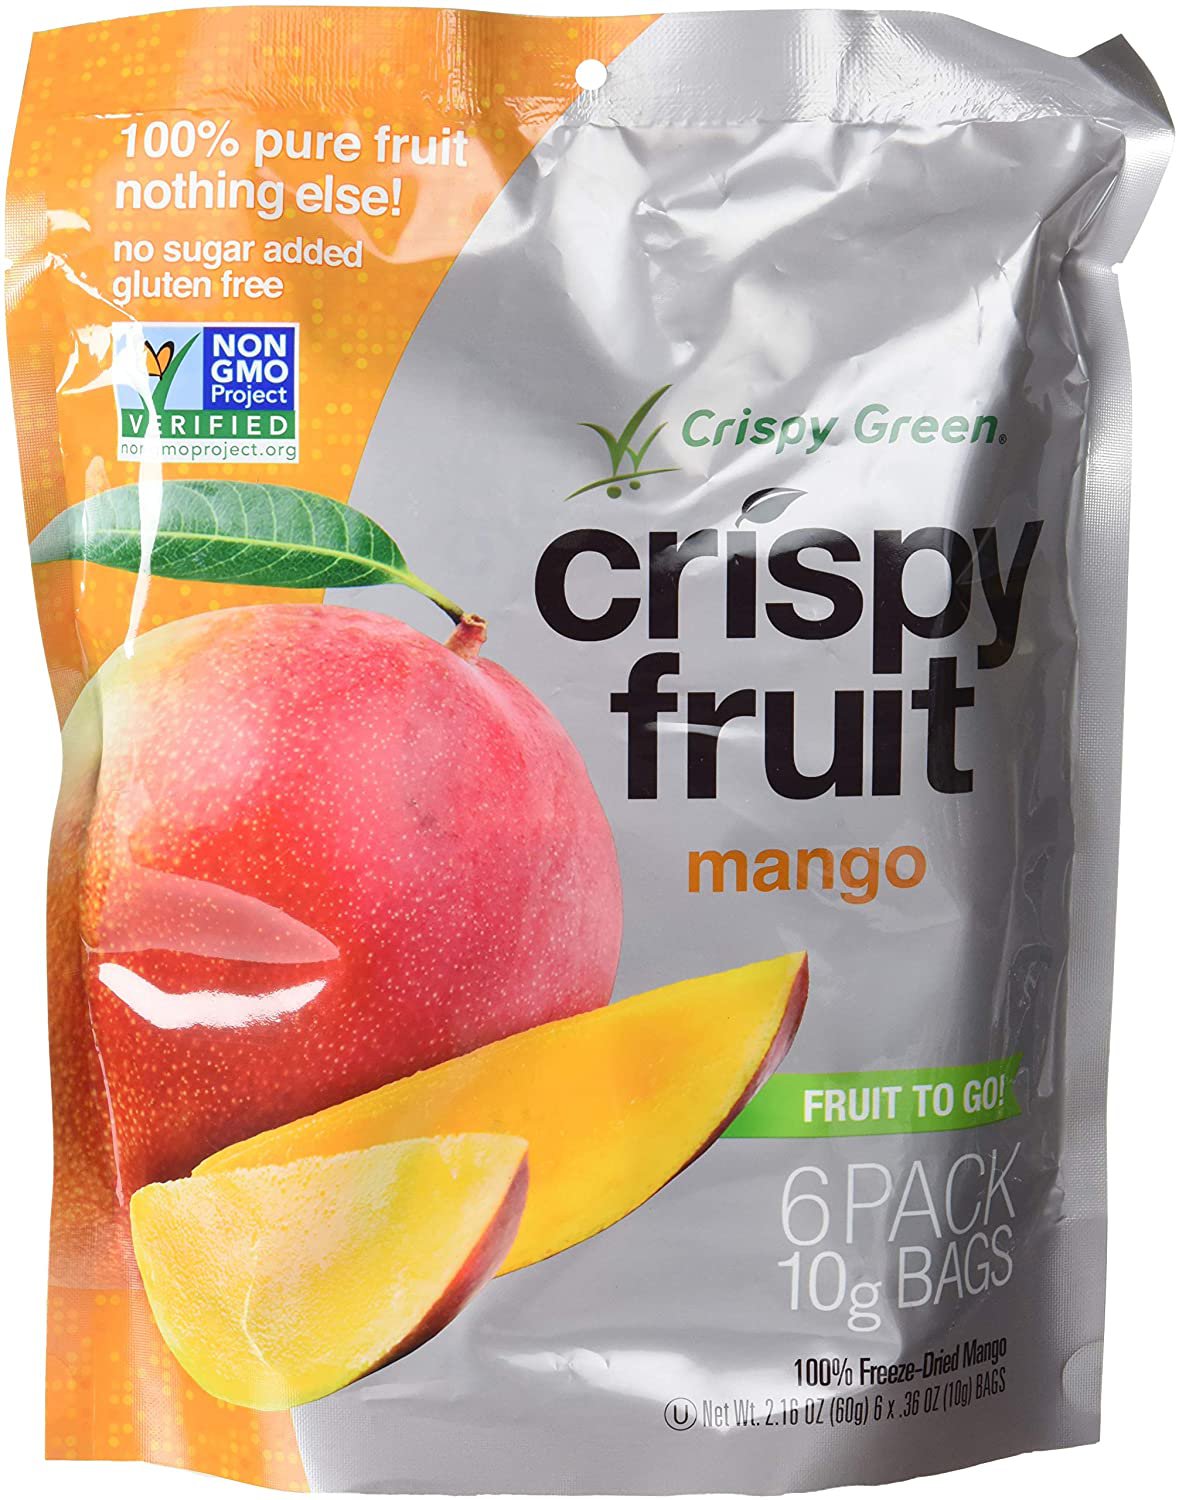 100% pure fruit
nothing else!
no sugar added
gluten free
NON
GMO
Project
VERIFIED
nongmoproject.org
Crispy Green®
crispy
fruit
mango
FRUIT TO GO!
6 PACK
10g BAGS
100% Freeze-Dried Mango
U Net Wt. 2.16 OZ (60g) 6 x .36 OZ (10g) BAGS